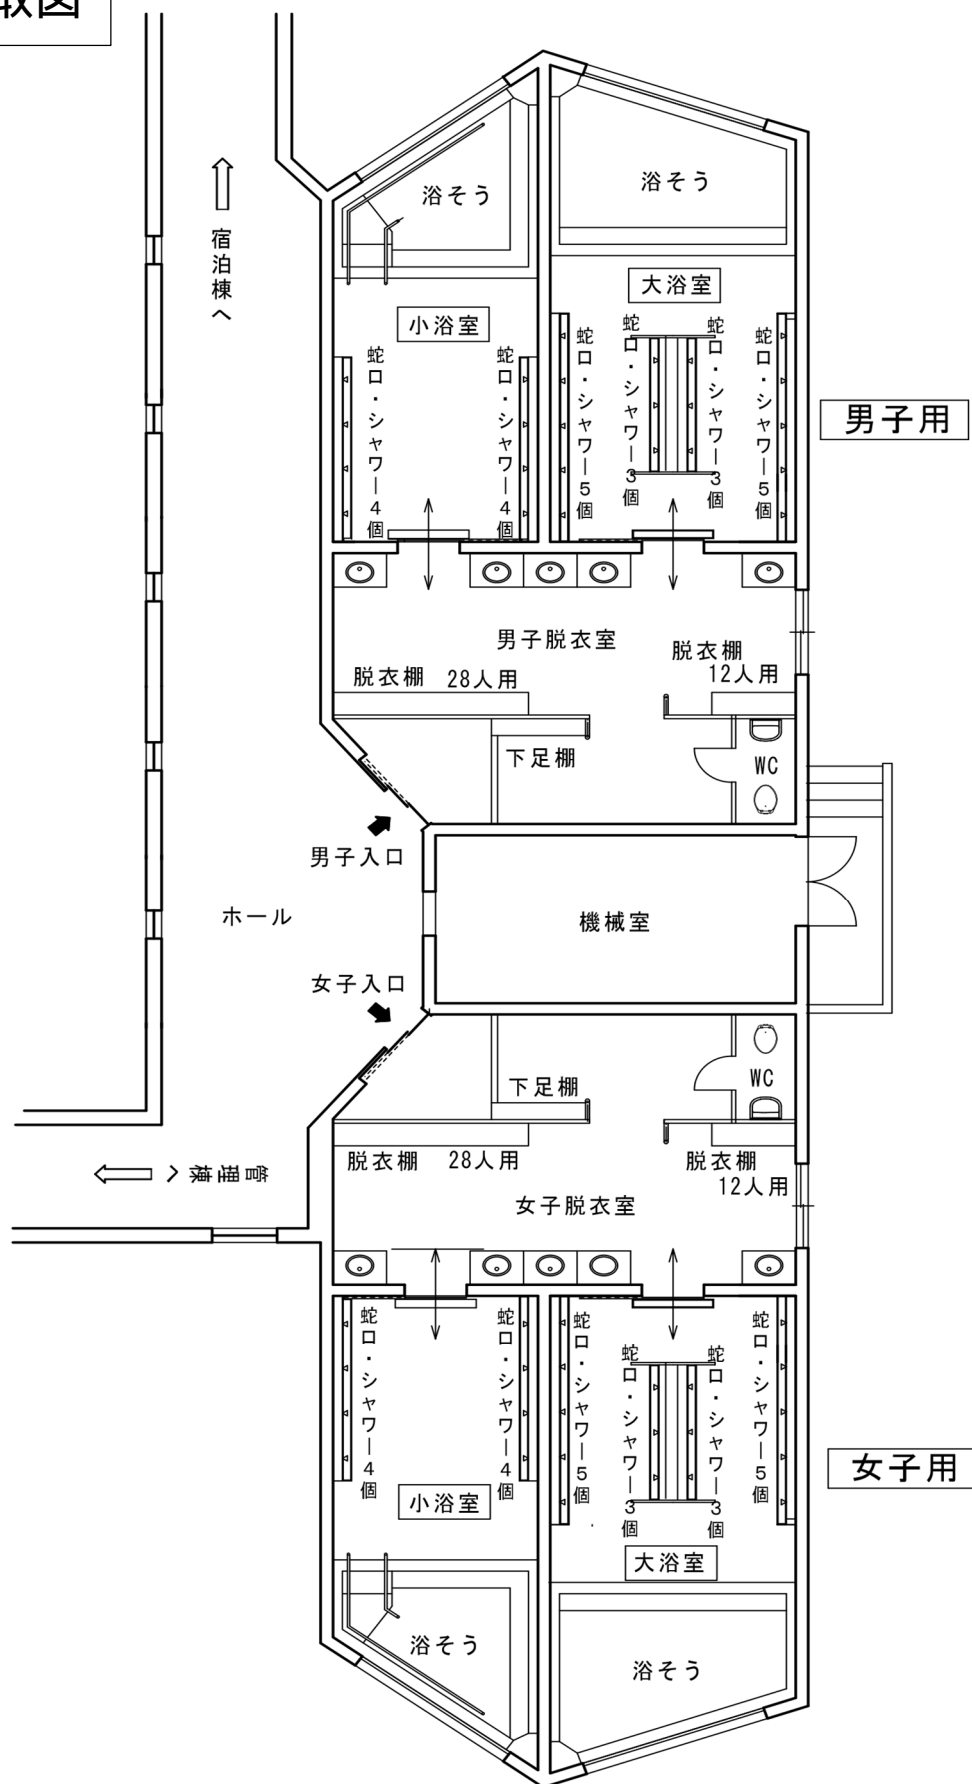 取図
浴そう
浴そう
宿泊棟へ
大浴室
小浴室
蛇口・シャワー4個
蛇口・シャワー4個
蛇口・シャワー5個
蛇口・シャワー3個
蛇口・シャワー3個
蛇口・シャワー5個
男子用
男子脱衣室
脱衣棚 28人用
脱衣棚
12人用
下足棚
WC
男子入口
ホール
機械室
女子入口
下足棚
WC
脱衣棚 28人用
脱衣棚
12人用
管理棟へ
女子脱衣室
蛇口・シャワー4個
蛇口・シャワー4個
蛇口・シャワー5個
蛇口・シャワー3個
蛇口・シャワー3個
蛇口・シャワー5個
女子用
小浴室
大浴室
浴そう
浴そう